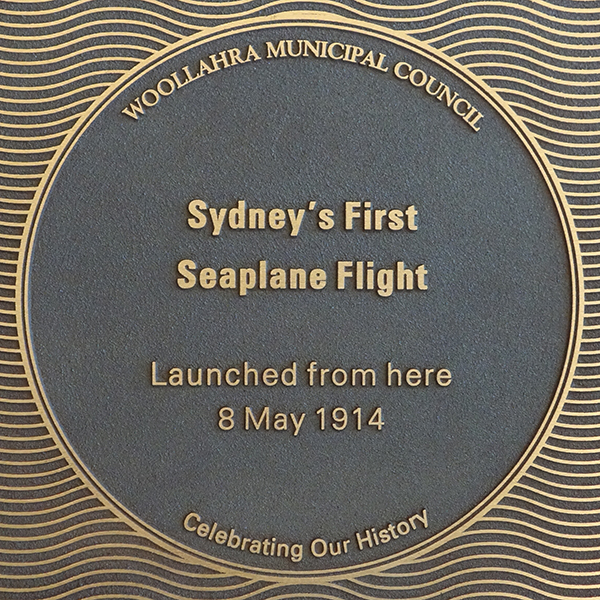 WOOLLAHRA MUNICIPAL COUNCIL
Sydney's First
Seaplane Flight
Launched from here
8 May 1914
Celebrating Our History